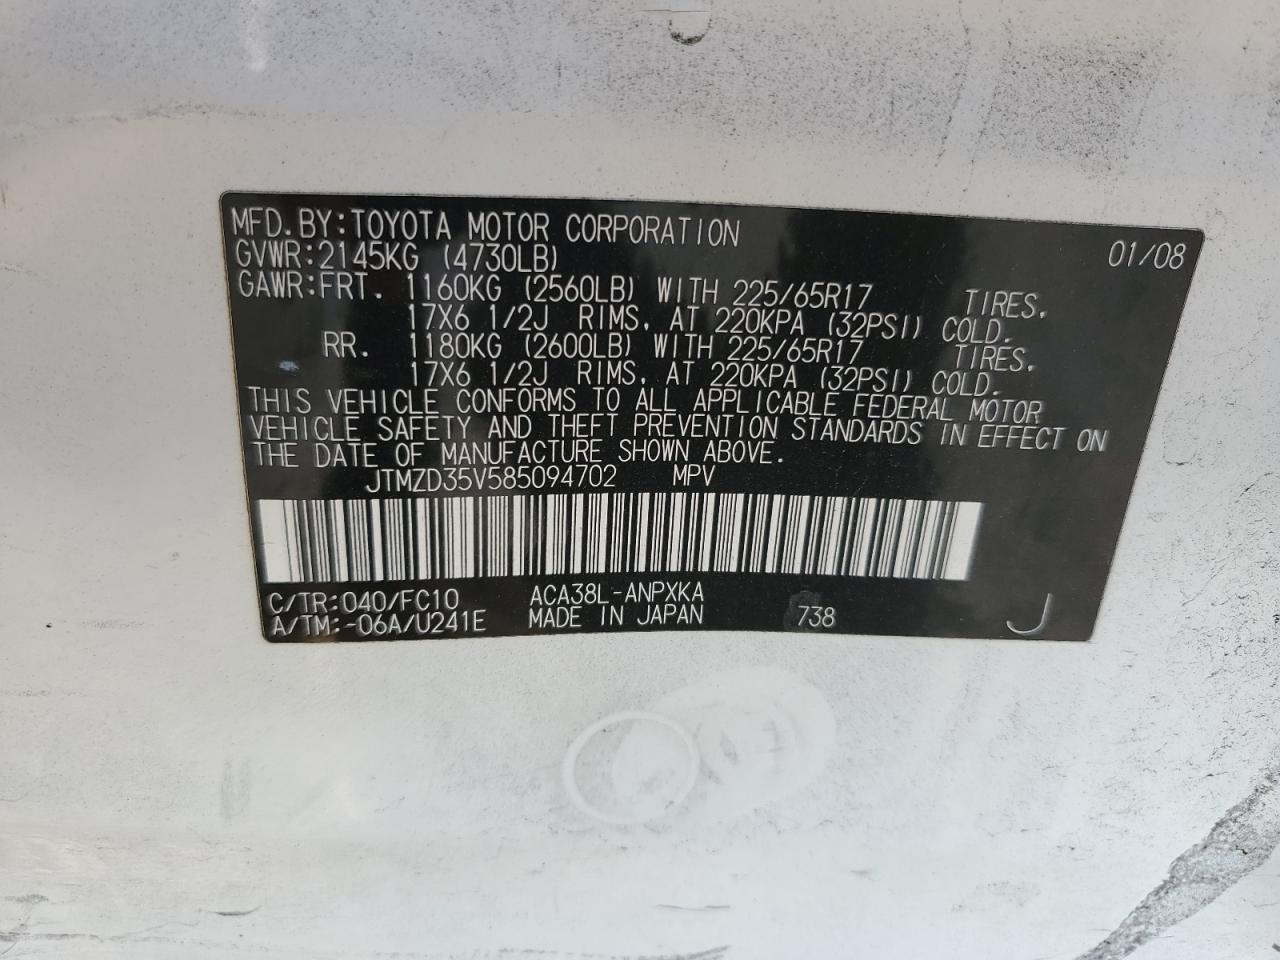 MFD.BY:TOYOTA MOTOR CORPORATION 01/08
GVWR:2145KG (4730LB)
GAWR:FRT. 1160KG (2560LB) WITH 225/65R17 TIRES,
17X6 1/2J RIMS, AT 220KPA (32PSI) COLD.
RR. 1180KG (2600LB) WITH 225/65R17 TIRES,
17X6 1/2J RIMS, AT 220KPA (32PSI) COLD.
THIS VEHICLE CONFORMS TO ALL APPLICABLE FEDERAL MOTOR
VEHICLE SAFETY AND THEFT PREVENTION STANDARDS IN EFFECT ON
THE DATE OF MANUFACTURE SHOWN ABOVE.
JTMZD35V585094702 MPV
C/TR:040/FC10 ACA38L-ANPXKA
A/TM:-06A/U241E MADE IN JAPAN 738 J